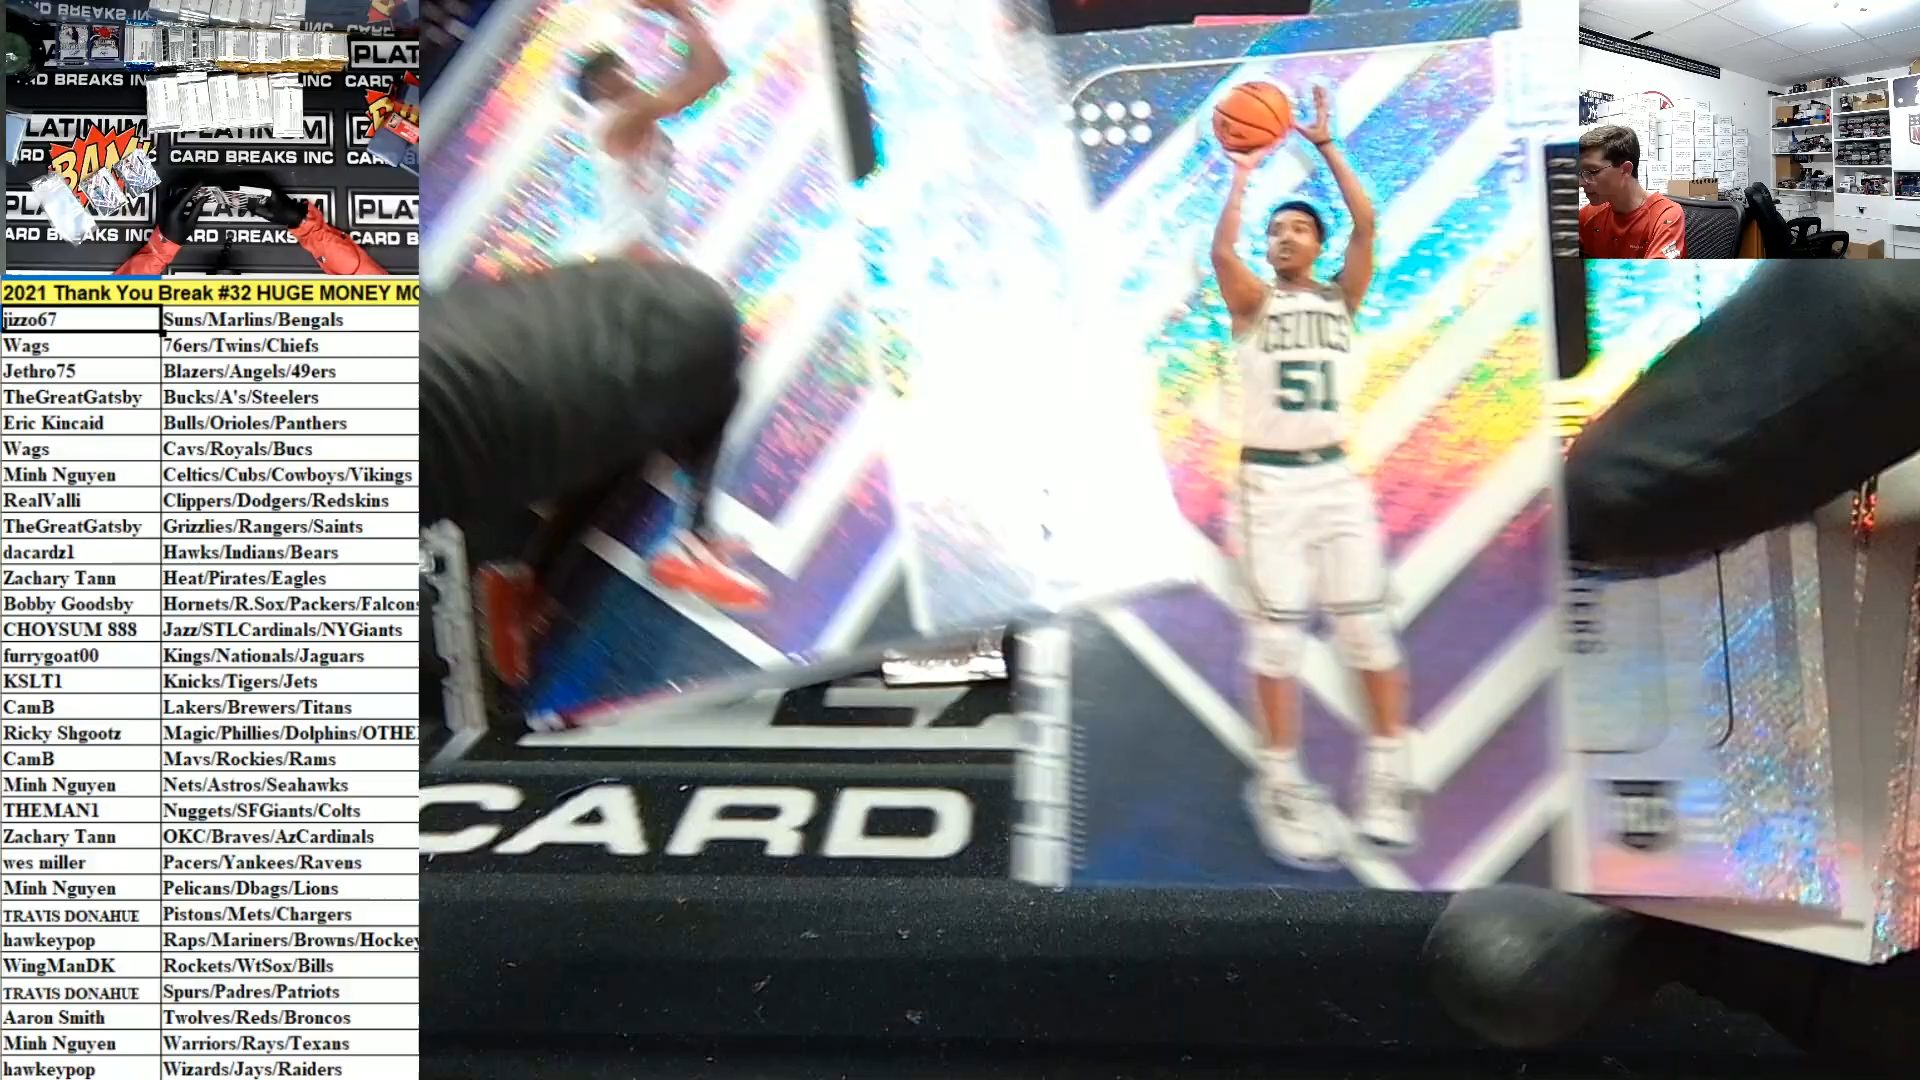 PLATINUM
CARD BREAKS INC
BAM!
2021 Thank You Break #32 HUGE MONEY MO
jizzo67 Suns/Marlins/Bengals
Wags 76ers/Twins/Chiefs
Jethro75 Blazers/Angels/49ers
TheGreatGatsby Bucks/A's/Steelers
Eric Kincaid Bulls/Orioles/Panthers
Wags Cavs/Royals/Bucs
Minh Nguyen Celtics/Cubs/Cowboys/Vikings
RealValli Clippers/Dodgers/Redskins
TheGreatGatsby Grizzlies/Rangers/Saints
dacardz1 Hawks/Indians/Bears
Zachary Tann Heat/Pirates/Eagles
Bobby Goodsby Hornets/R.Sox/Packers/Falcons
CHOYSUM 888 Jazz/STLCardinals/NYGiants
furrygoat00 Kings/Nationals/Jaguars
KSLT1 Knicks/Tigers/Jets
CamB Lakers/Brewers/Titans
Ricky Shgootz Magic/Phillies/Dolphins/OTHE
CamB Mavs/Rockies/Rams
Minh Nguyen Nets/Astros/Seahawks
THEMAN1 Nuggets/SFGiants/Colts
Zachary Tann OKC/Braves/AzCardinals
wes miller Pacers/Yankees/Ravens
Minh Nguyen Pelicans/Dbags/Lions
TRAVIS DONAHUE Pistons/Mets/Chargers
hawkeypop Raps/Mariners/Browns/Hockey
WingManDK Rockets/WtSox/Bills
TRAVIS DONAHUE Spurs/Padres/Patriots
Aaron Smith Twolves/Reds/Broncos
Minh Nguyen Warriors/Rays/Texans
hawkeypop Wizards/Jays/Raiders
CELTICS
51
CARD